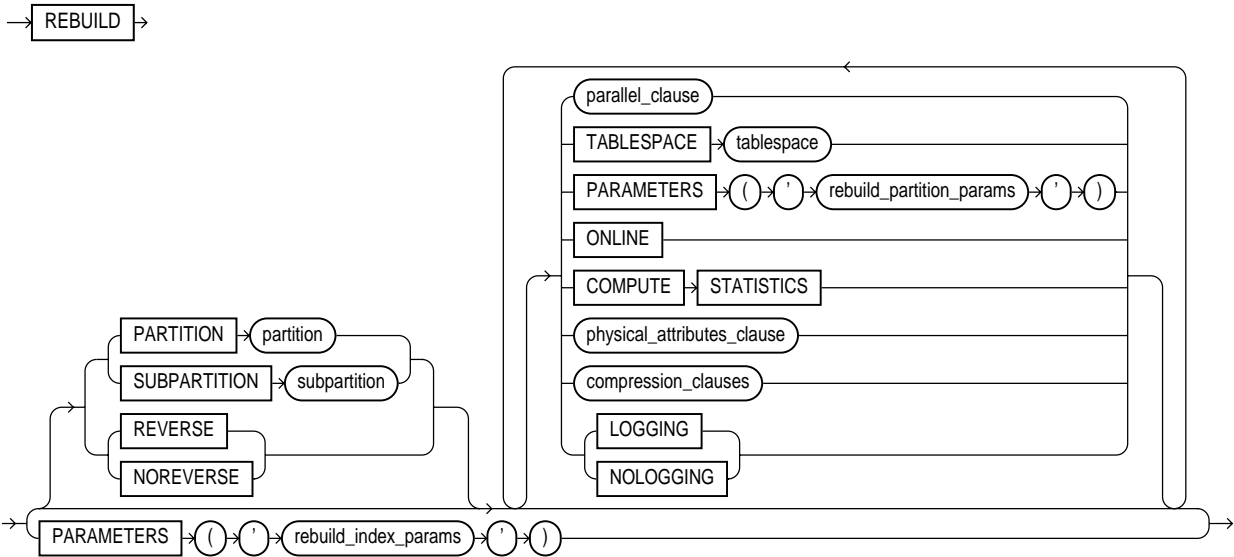 REBUILD
parallel_clause
TABLESPACE tablespace
PARAMETERS ( ’ rebuild_partition_params ’ )
ONLINE
COMPUTE STATISTICS
PARTITION partition
physical_attributes_clause
SUBPARTITION subpartition
compression_clauses
REVERSE
LOGGING
NOREVERSE
NOLOGGING
PARAMETERS ( ’ rebuild_index_params ’ )